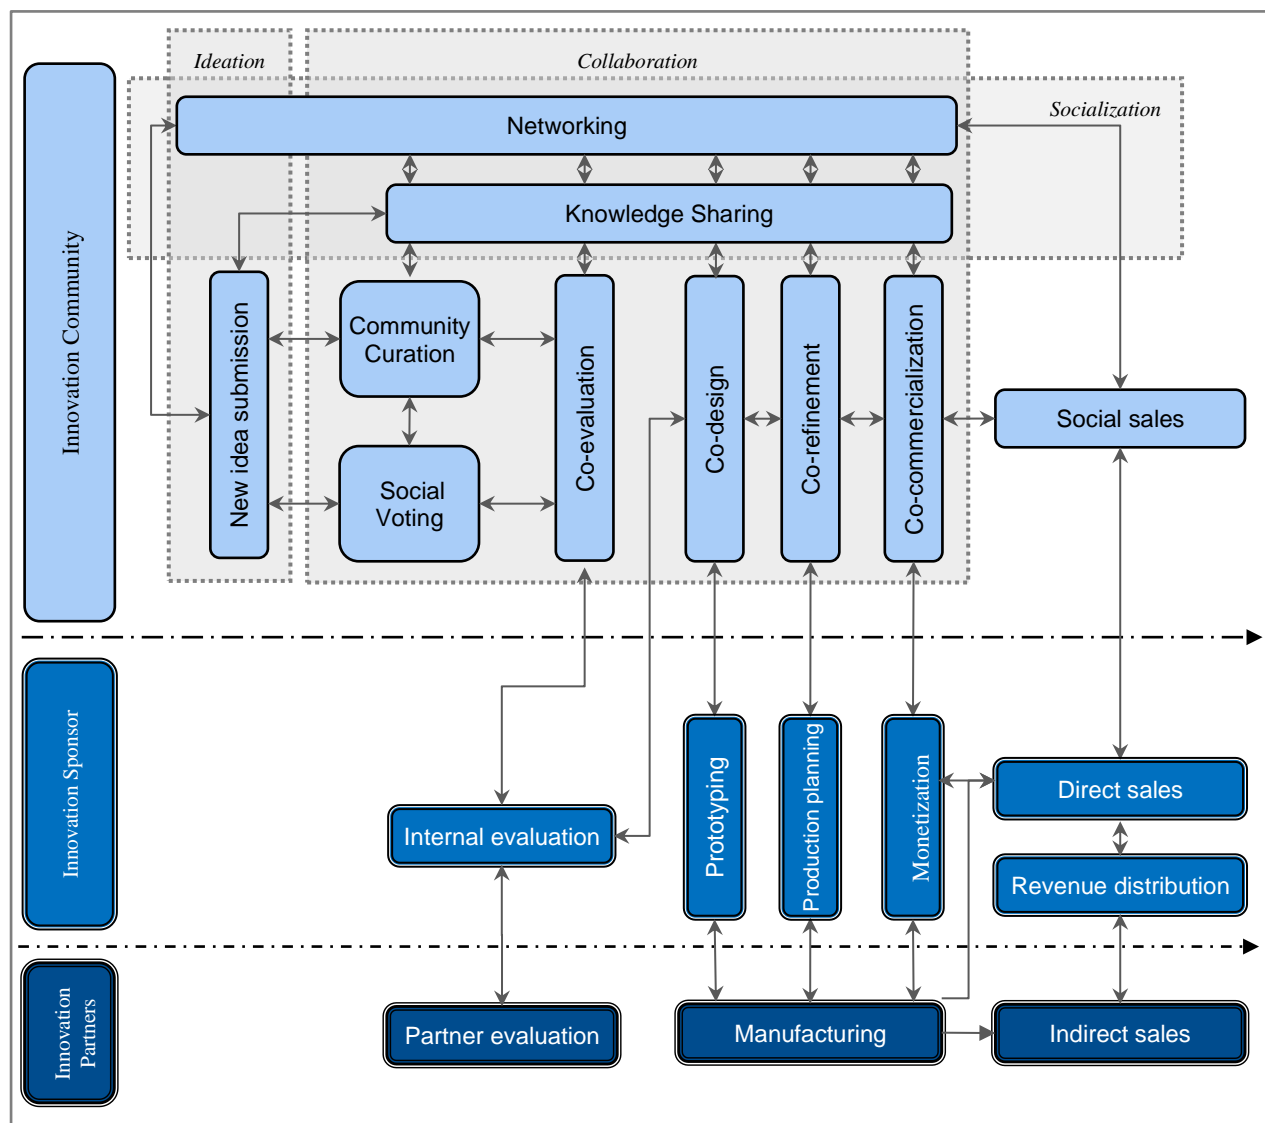 Ideation
Collaboration
Socialization
Networking
Knowledge Sharing
Innovation Community
New idea submission
Community
Curation
Social
Voting
Co-evaluation
Co-design
Co-refinement
Co-commercialization
Social sales
Innovation Sponsor
Internal evaluation
Prototyping
Production planning
Monetization
Direct sales
Revenue distribution
Innovation
Partners
Partner evaluation
Manufacturing
Indirect sales